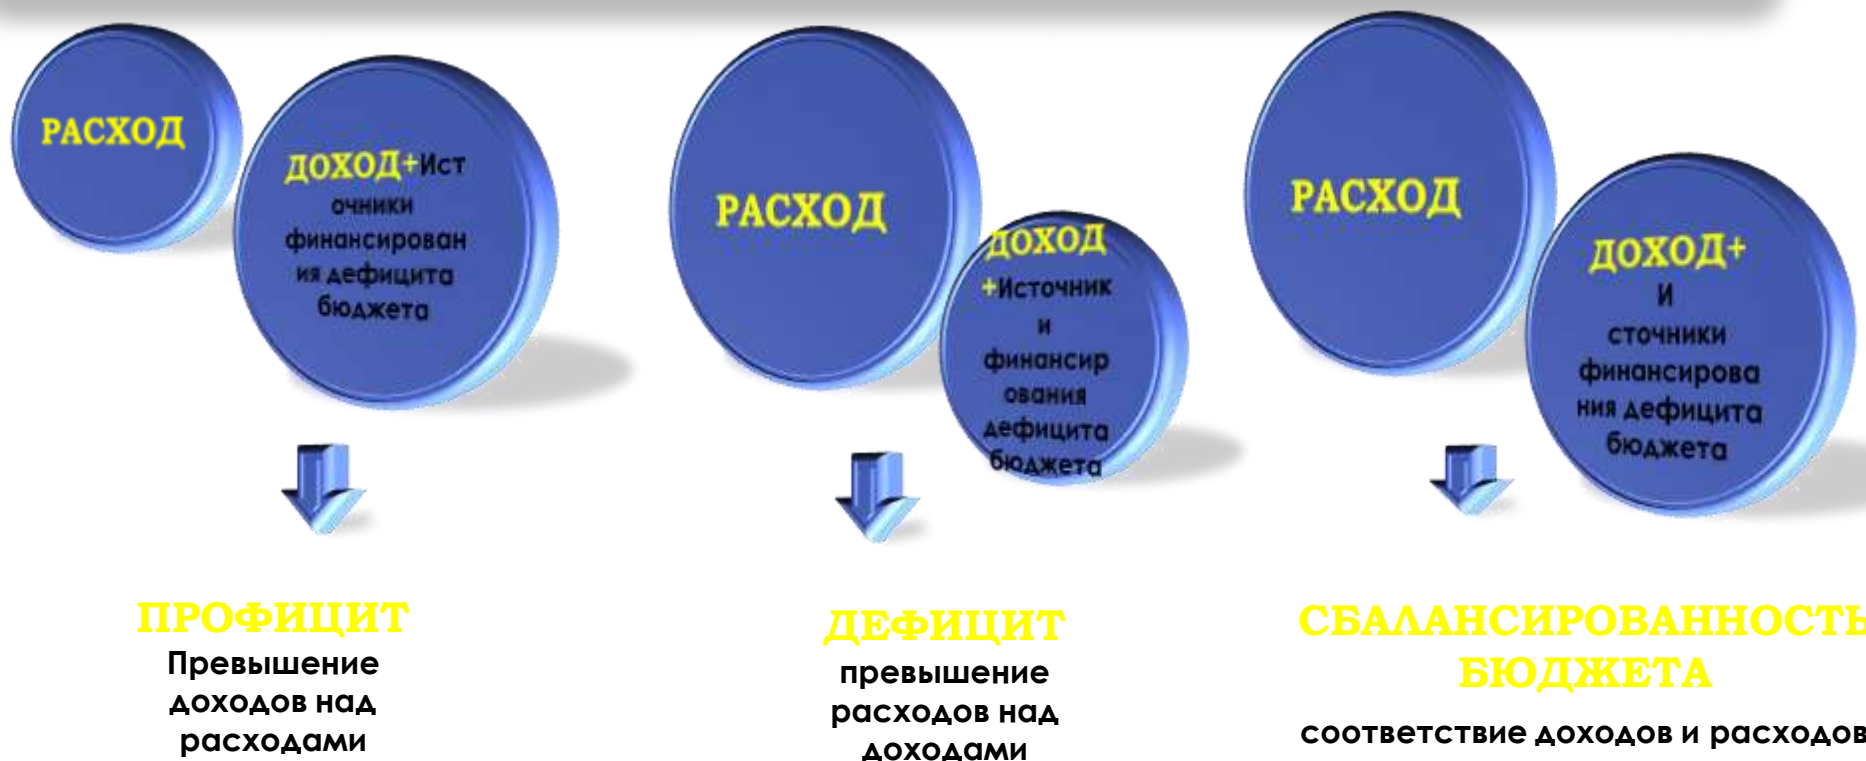 РАСХОД
ДОХОД+Ист
очники
финансирован
ия дефицита
бюджета
ПРОФИЦИТ
Превышение
доходов над
расходами
РАСХОД
ДОХОД
+Источник
и
финансир
ования
дефицита
бюджета
ДЕФИЦИТ
превышение
расходов над
доходами
РАСХОД
ДОХОД+
И
сточники
финансирова
ния дефицита
бюджета
СБАЛАНСИРОВАННОСТЬ
БЮДЖЕТА
соответствие доходов и расходов